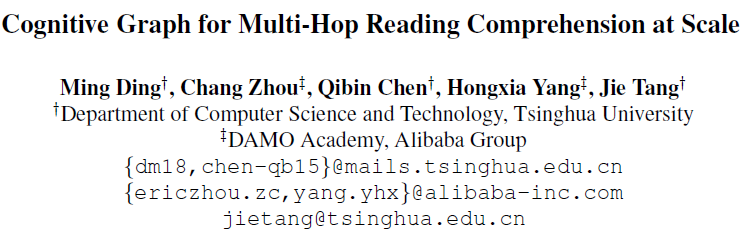 Cognitive Graph for Multi-Hop Reading Comprehension at Scale
Ming Ding†, Chang Zhou‡, Qibin Chen†, Hongxia Yang‡, Jie Tang†
†Department of Computer Science and Technology, Tsinghua University
‡DAMO Academy, Alibaba Group
{dm18,chen-qb15}@mails.tsinghua.edu.cn
{ericzhou.zc,yang.yhx}@alibaba-inc.com
jietang@tsinghua.edu.cn